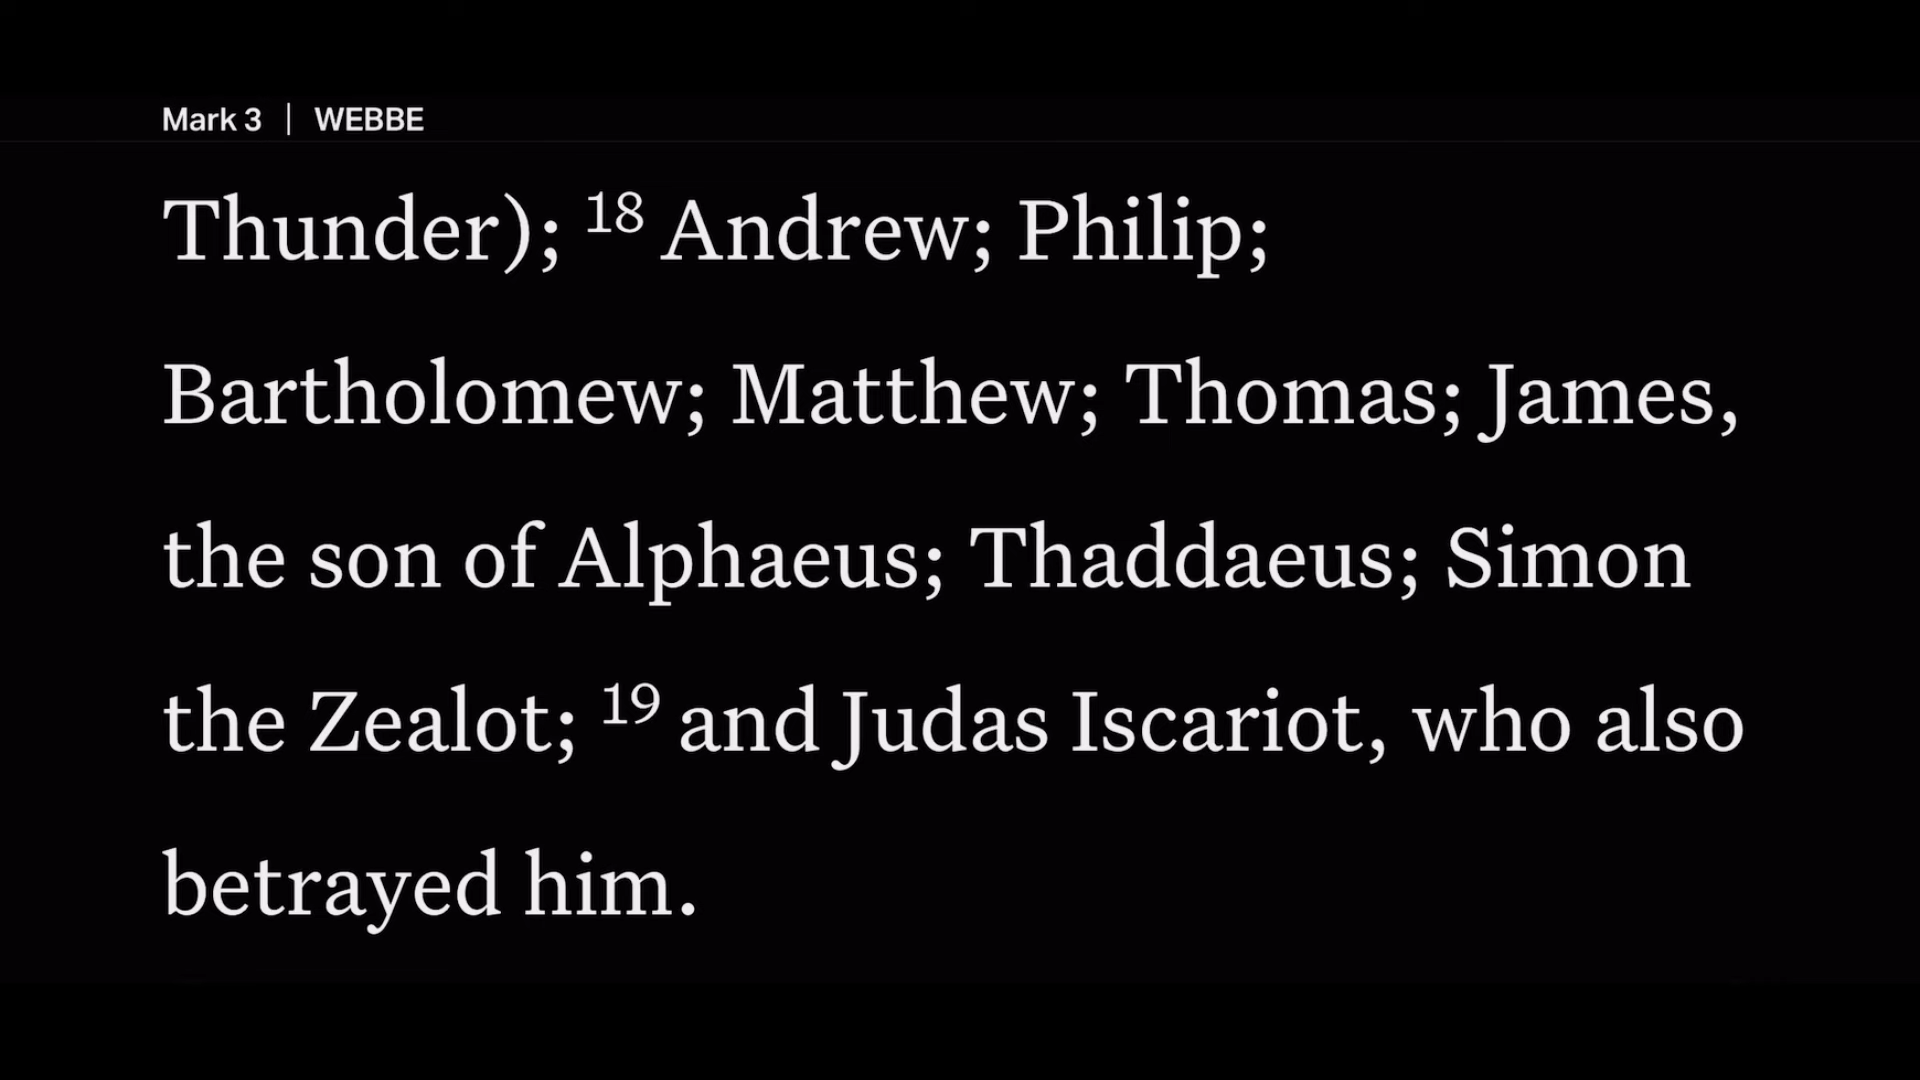 Mark 3 | WEBBE
Thunder); 18 Andrew; Philip;
Bartholomew; Matthew; Thomas; James,
the son of Alphaeus; Thaddaeus; Simon
the Zealot; 19 and Judas Iscariot, who also
betrayed him.